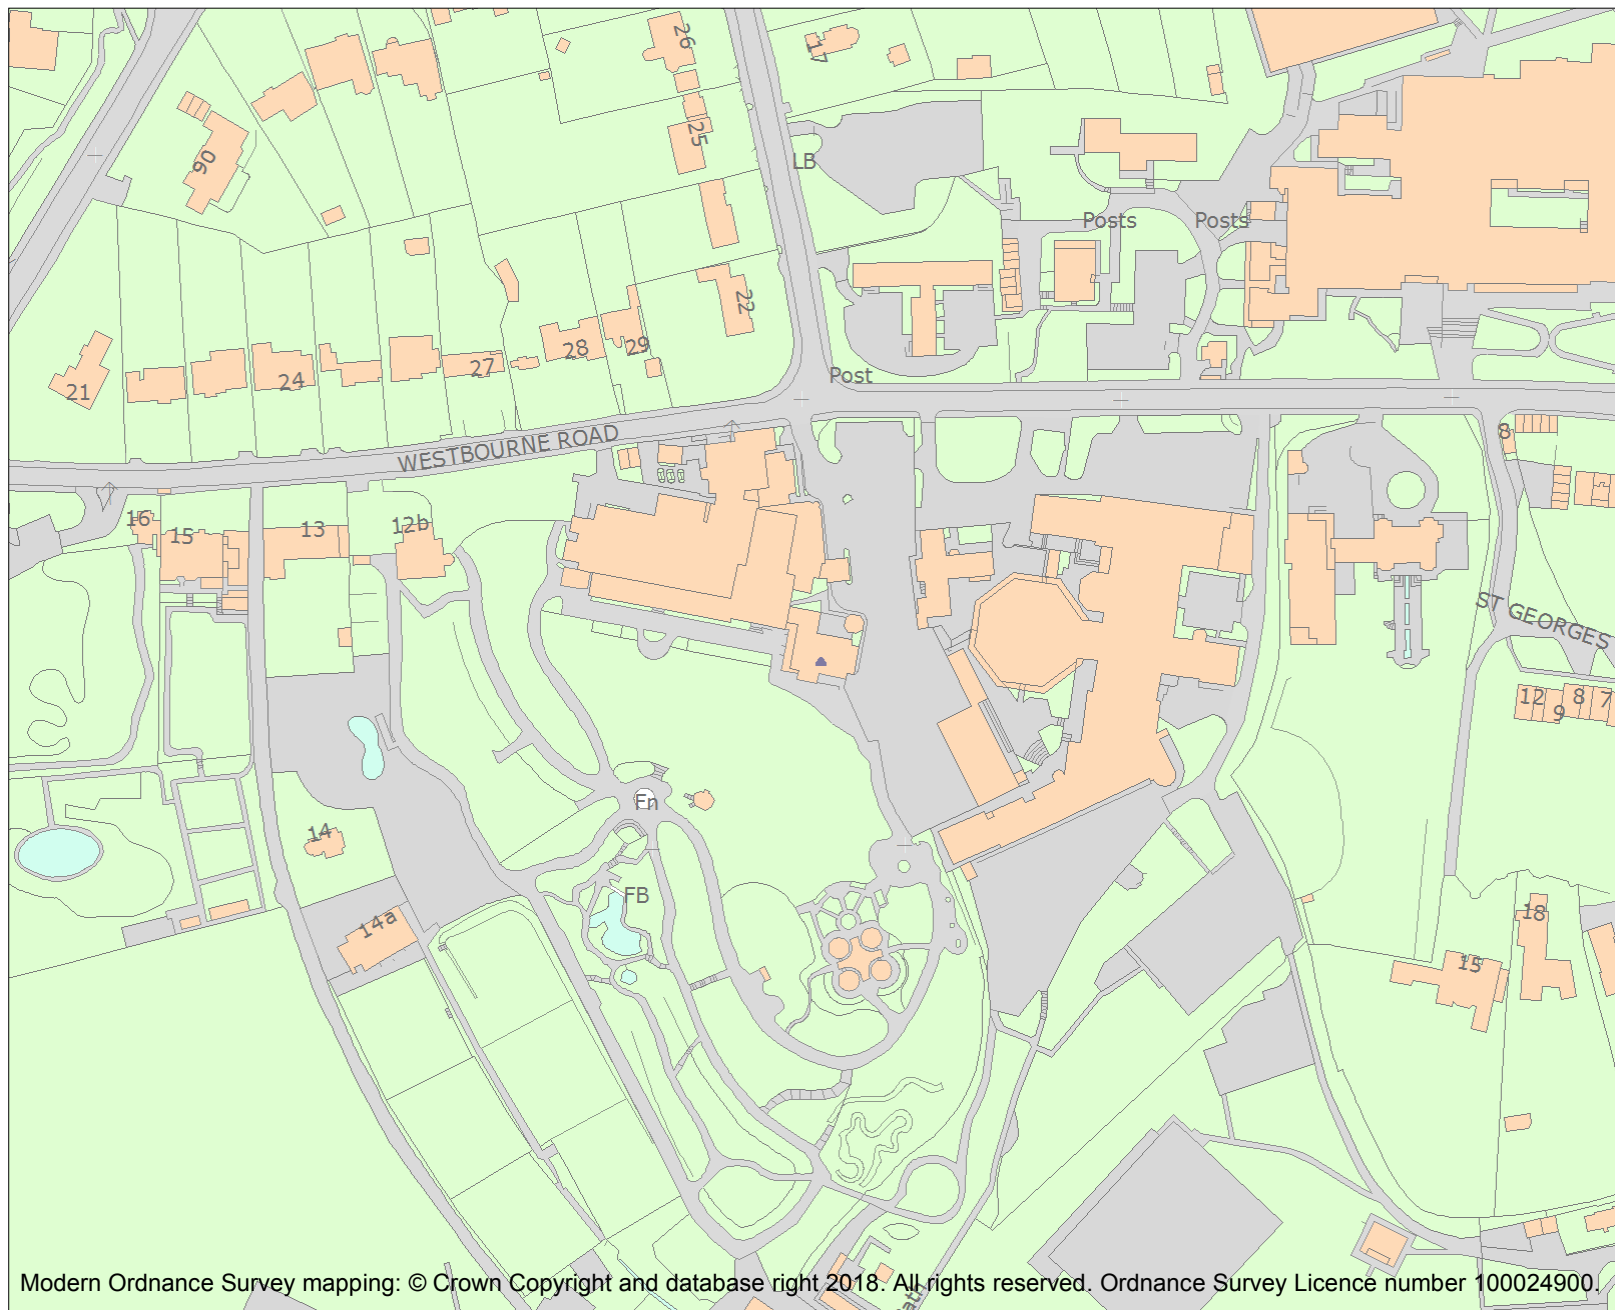 26
17
25
LB
90
Posts
Posts
22
28
29
27
24
21
Post
WESTBOURNE ROAD
8
16
15
13
12b
ST GEORGES
12
9
8
7
Fn
14
FB
14a
18
15
Modern Ordnance Survey mapping: © Crown Copyright and database right 2018. All rights reserved. Ordnance Survey Licence number 100024900.